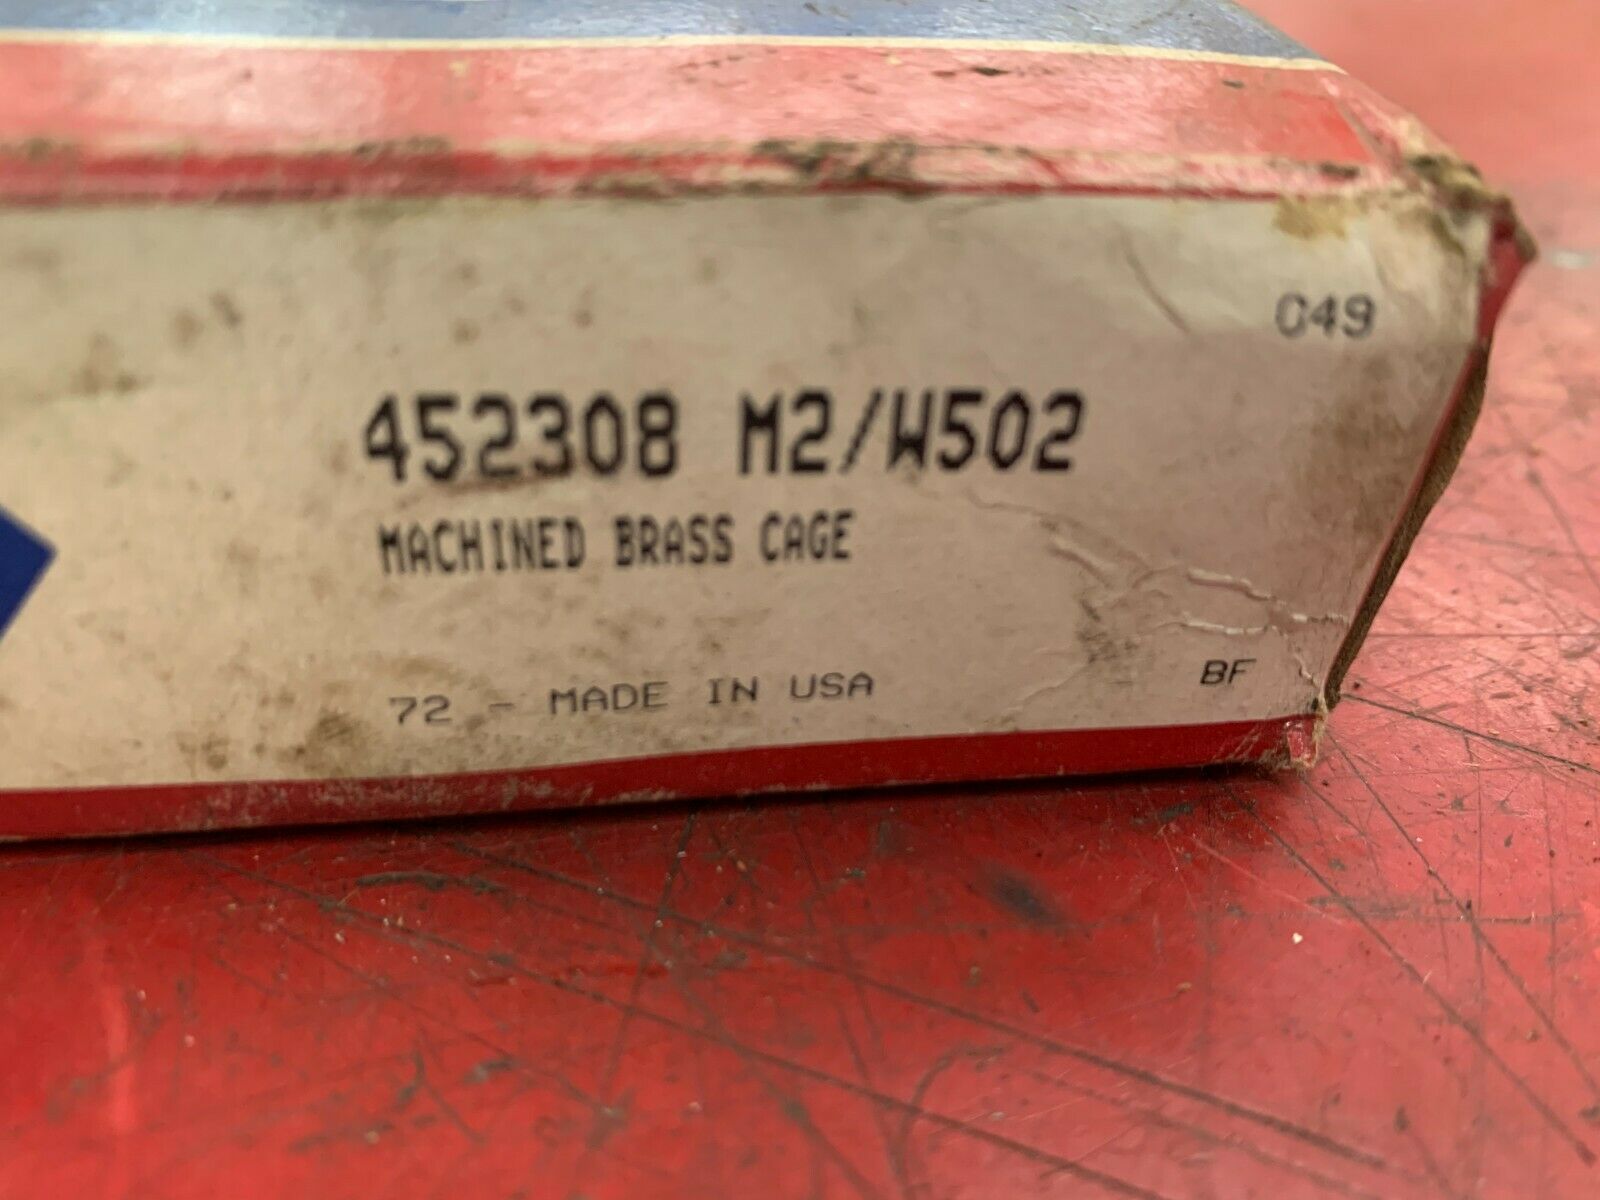 C49
452308 M2/W502
MACHINED BRASS CAGE
72 - MADE IN USA
BF